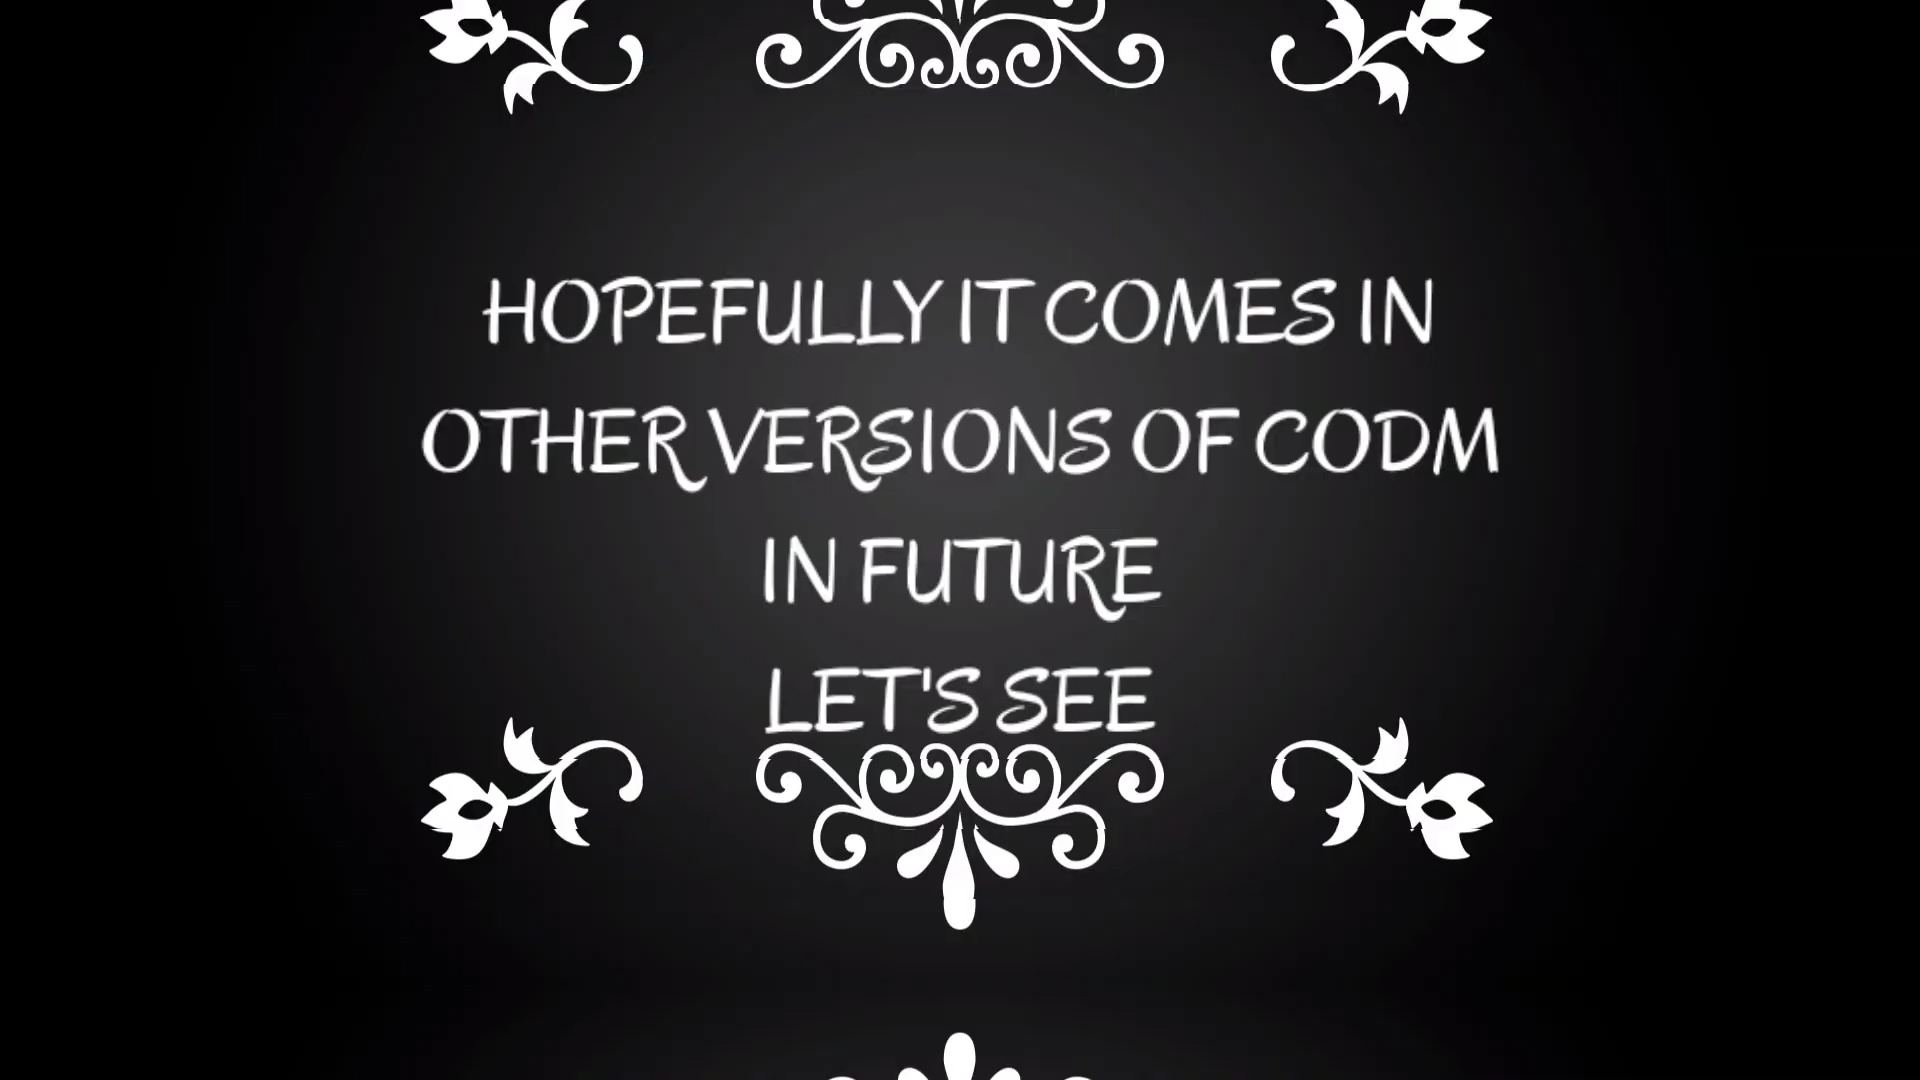 HOPEFULLY IT COMES IN
OTHER VERSIONS OF CODM
IN FUTURE
LET'S SEE